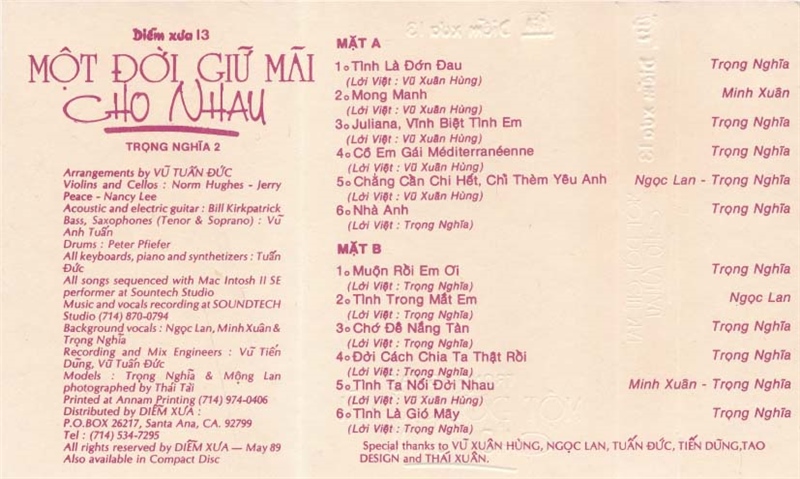 Diễm xưa 13
MỘT ĐỜI GIỮ MÃI
CHO NHAU
TRỌNG NGHĨA 2
Arrangements by VŨ TUẤN ĐỨC
Violins and Cellos : Norm Hughes - Jerry
Peace - Nancy Lee
Acoustic and electric guitar : Bill Kirkpatrick
Bass, Saxophones (Tenor & Soprano) : Vũ
Anh Tuấn
Drums : Peter Pfiefer
All keyboards, piano and synthetizers : Tuấn
Đức
All songs sequenced with Mac Intosh II SE
performer at Sountech Studio
Music and vocals recording at SOUNDTECH
Studio (714) 870-0794
Background vocals : Ngọc Lan, Minh Xuân &
Trọng Nghĩa
Recording and Mix Engineers : Vũ Tiến
Dũng, Vũ Tuấn Đức
Models : Trọng Nghĩa & Mộng Lan
photographed by Thái Tài
Printed at Annam Printing (714) 974-0406
Distributed by DIỄM XƯA :
P.O.BOX 26217, Santa Ana, CA. 92799
Tel : (714) 534-7295
All rights reserved by DIỄM XƯA — May 89
Also available in Compact Disc
MẶT A
1. Tình Là Đớn Đau Trọng Nghĩa
(Lời Việt : Vũ Xuân Hùng)
2. Mong Manh Minh Xuân
(Lời Việt : Vũ Xuân Hùng)
3. Juliana, Vĩnh Biệt Tình Em Trọng Nghĩa
(Lời Việt : Vũ Xuân Hùng)
4. Cô Em Gái Méditerranéenne Trọng Nghĩa
(Lời Việt : Vũ Xuân Hùng)
5. Chẳng Cần Chi Hết, Chỉ Thèm Yêu Anh Ngọc Lan - Trọng Nghĩa
(Lời Việt : Vũ Xuân Hùng)
6. Nhà Anh Trọng Nghĩa
(Lời Việt : Trọng Nghĩa)
MẶT B
1. Muộn Rồi Em Ơi Trọng Nghĩa
(Lời Việt : Trọng Nghĩa)
2. Tình Trong Mắt Em Ngọc Lan
(Lời Việt : Trọng Nghĩa)
3. Chớ Để Nắng Tàn Trọng Nghĩa
(Lời Việt : Trọng Nghĩa)
4. Đời Cách Chia Ta Thật Rồi Trọng Nghĩa
(Lời Việt : Trọng Nghĩa)
5. Tình Ta Nối Đời Nhau Minh Xuân - Trọng Nghĩa
(Lời Việt : Trọng Nghĩa)
6. Tình Là Gió Mây Trọng Nghĩa
(Lời Việt : Trọng Nghĩa)
Special thanks to VŨ XUÂN HÙNG, NGỌC LAN, TUẤN ĐỨC, TIẾN DŨNG,TAO
DESIGN and THÁI XUÂN.